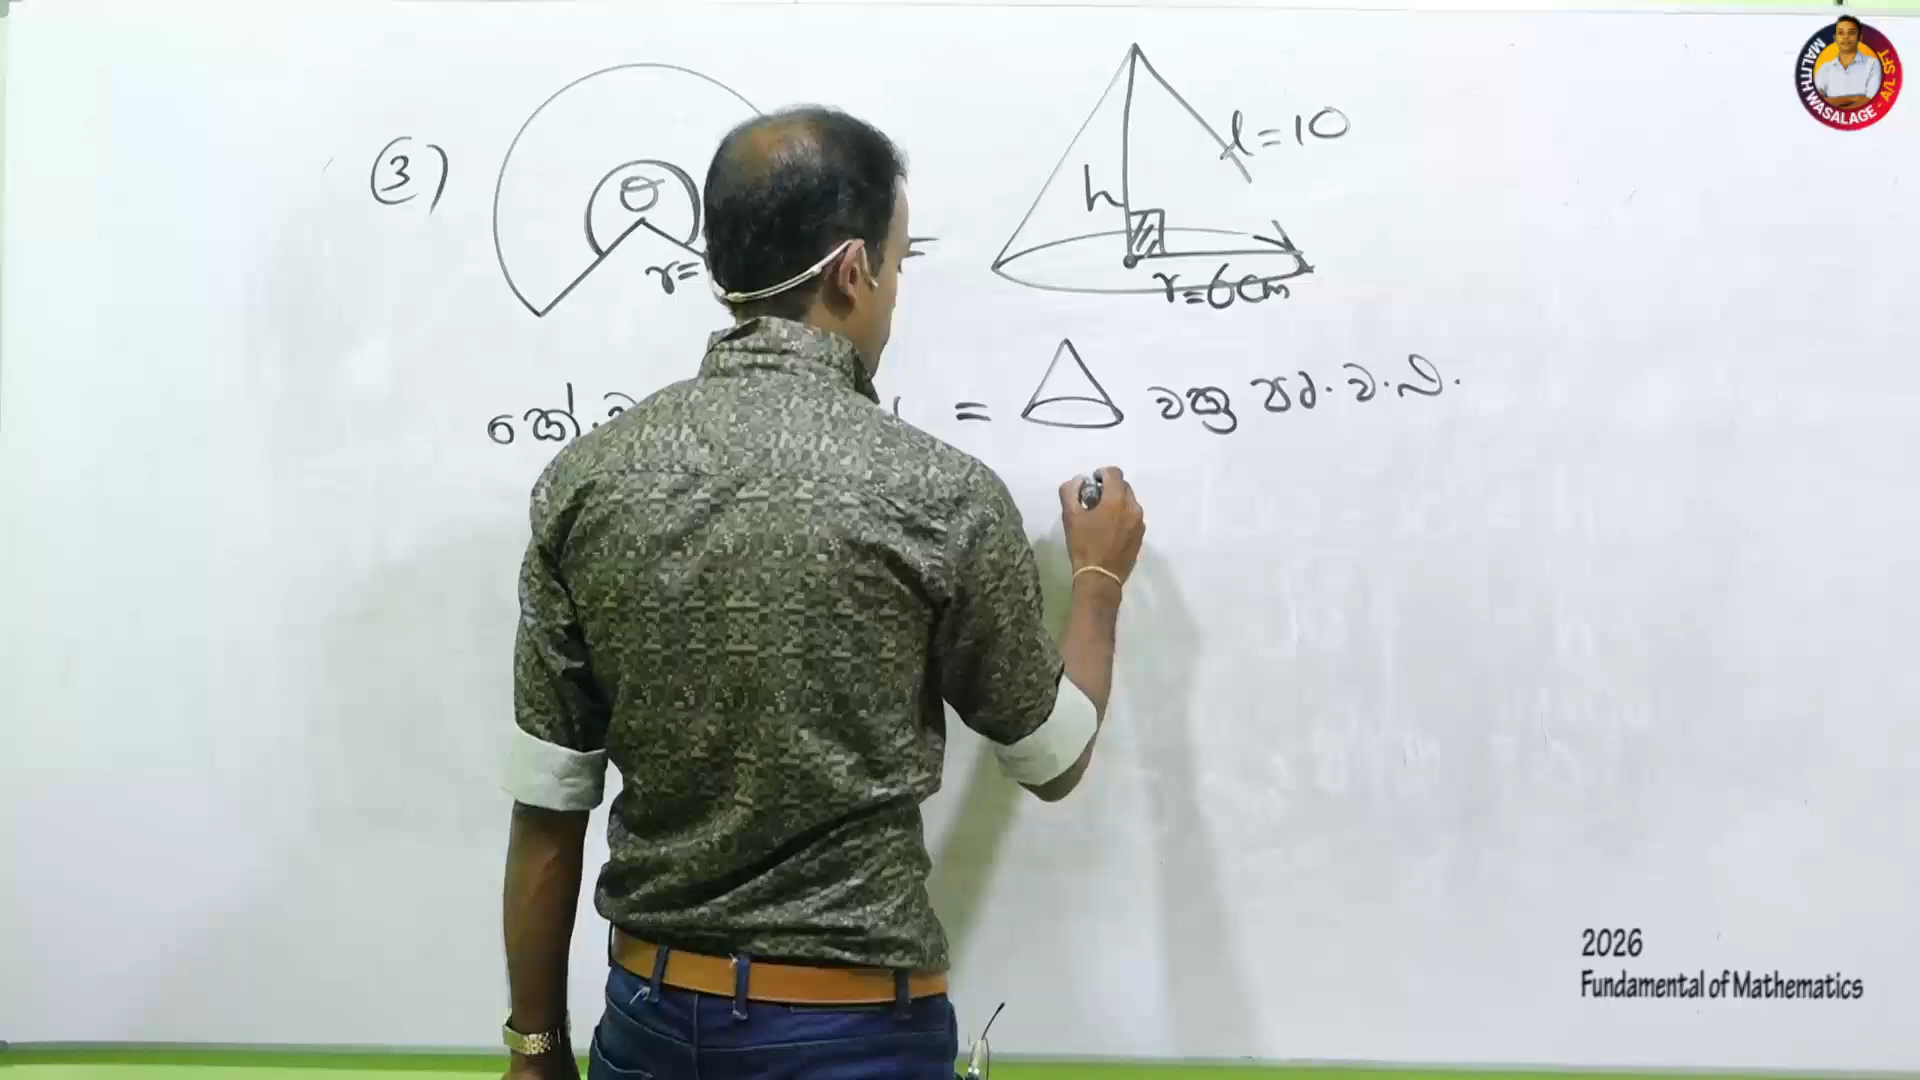 3
θ
r=
=
h
l=10
r=6cm
කේ.
= වක්‍ර පෘ.ව.ඵ.
MALITH WASALAGE - A/L SFT
2026
Fundamental of Mathematics